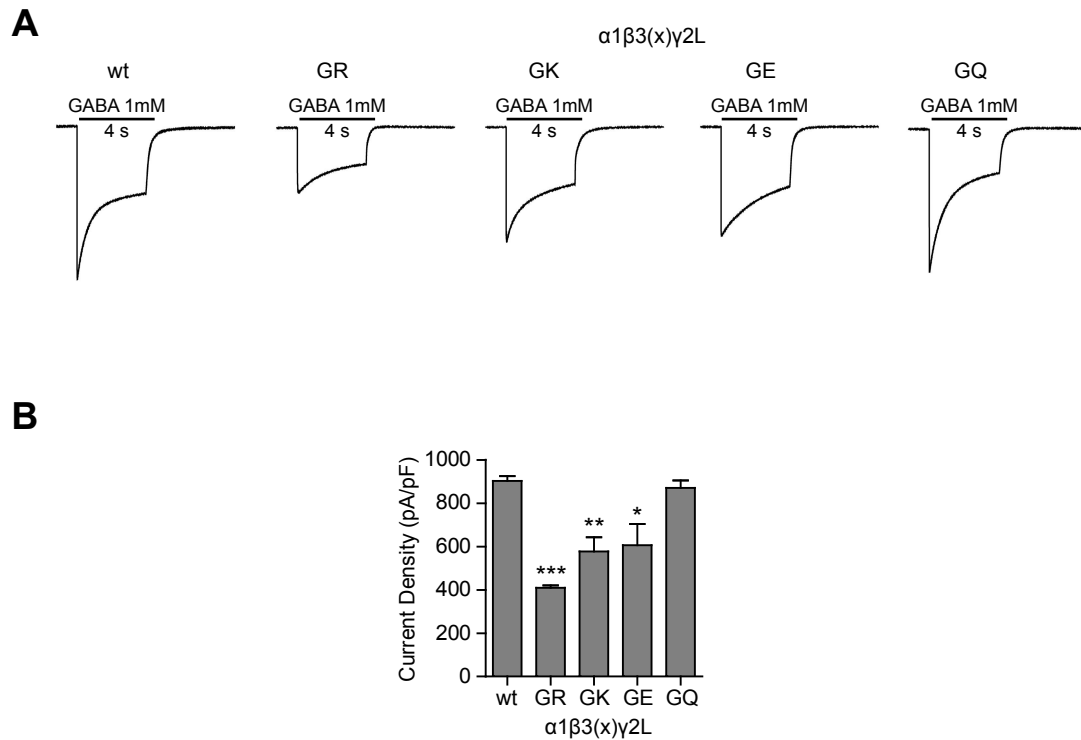 A
α1β3(x)γ2L
wt GR GK GE GQ
GABA 1mM GABA 1mM GABA 1mM GABA 1mM GABA 1mM
4 s 4 s 4 s 4 s 4 s
B
Current Density (pA/pF)
1000
800
600
400
200
0
***
**
*
wt GR GK GE GQ
α1β3(x)γ2L